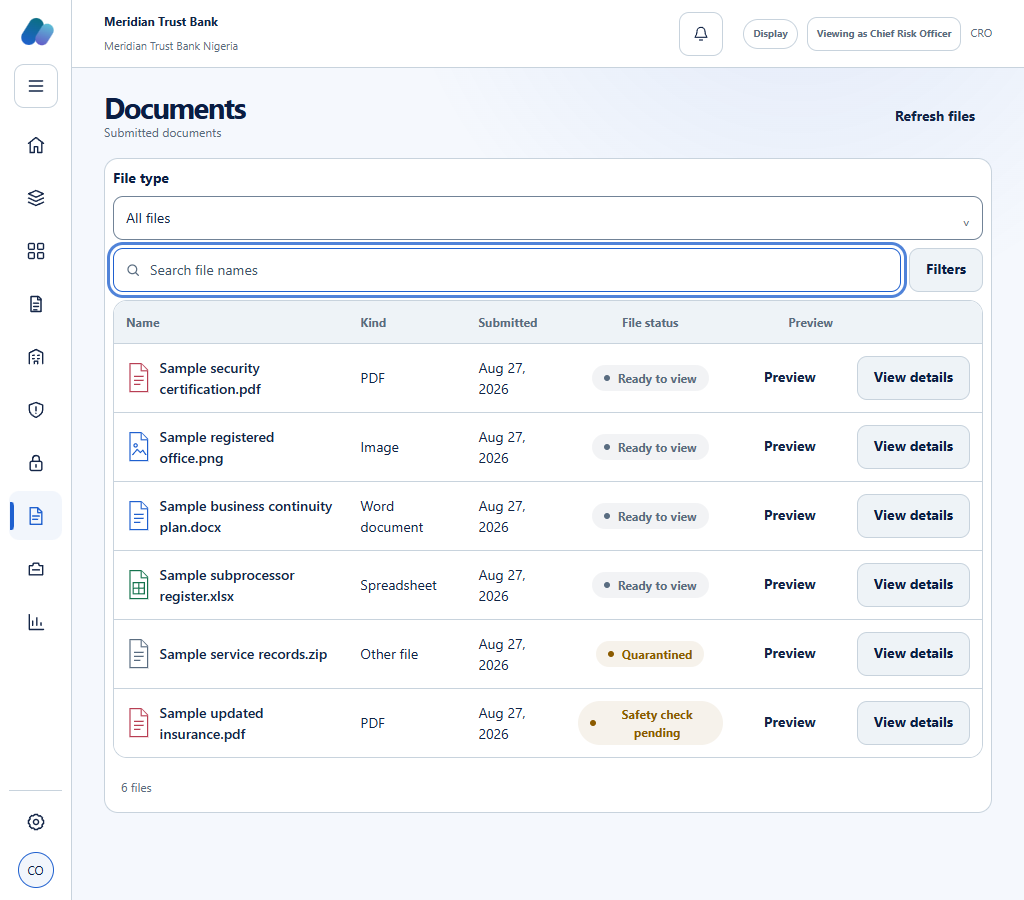 Meridian Trust Bank
Meridian Trust Bank Nigeria
Display
Viewing as Chief Risk Officer
CRO
Documents
Submitted documents
Refresh files
File type
All files
Search file names
Filters
Name Kind Submitted File status Preview
Sample security certification.pdf
PDF
Aug 27, 2026
Ready to view
Preview
View details
Sample registered office.png
Image
Aug 27, 2026
Ready to view
Preview
View details
Sample business continuity plan.docx
Word document
Aug 27, 2026
Ready to view
Preview
View details
Sample subprocessor register.xlsx
Spreadsheet
Aug 27, 2026
Ready to view
Preview
View details
Sample service records.zip
Other file
Aug 27, 2026
Quarantined
Preview
View details
Sample updated insurance.pdf
PDF
Aug 27, 2026
Safety check pending
Preview
View details
6 files
CO